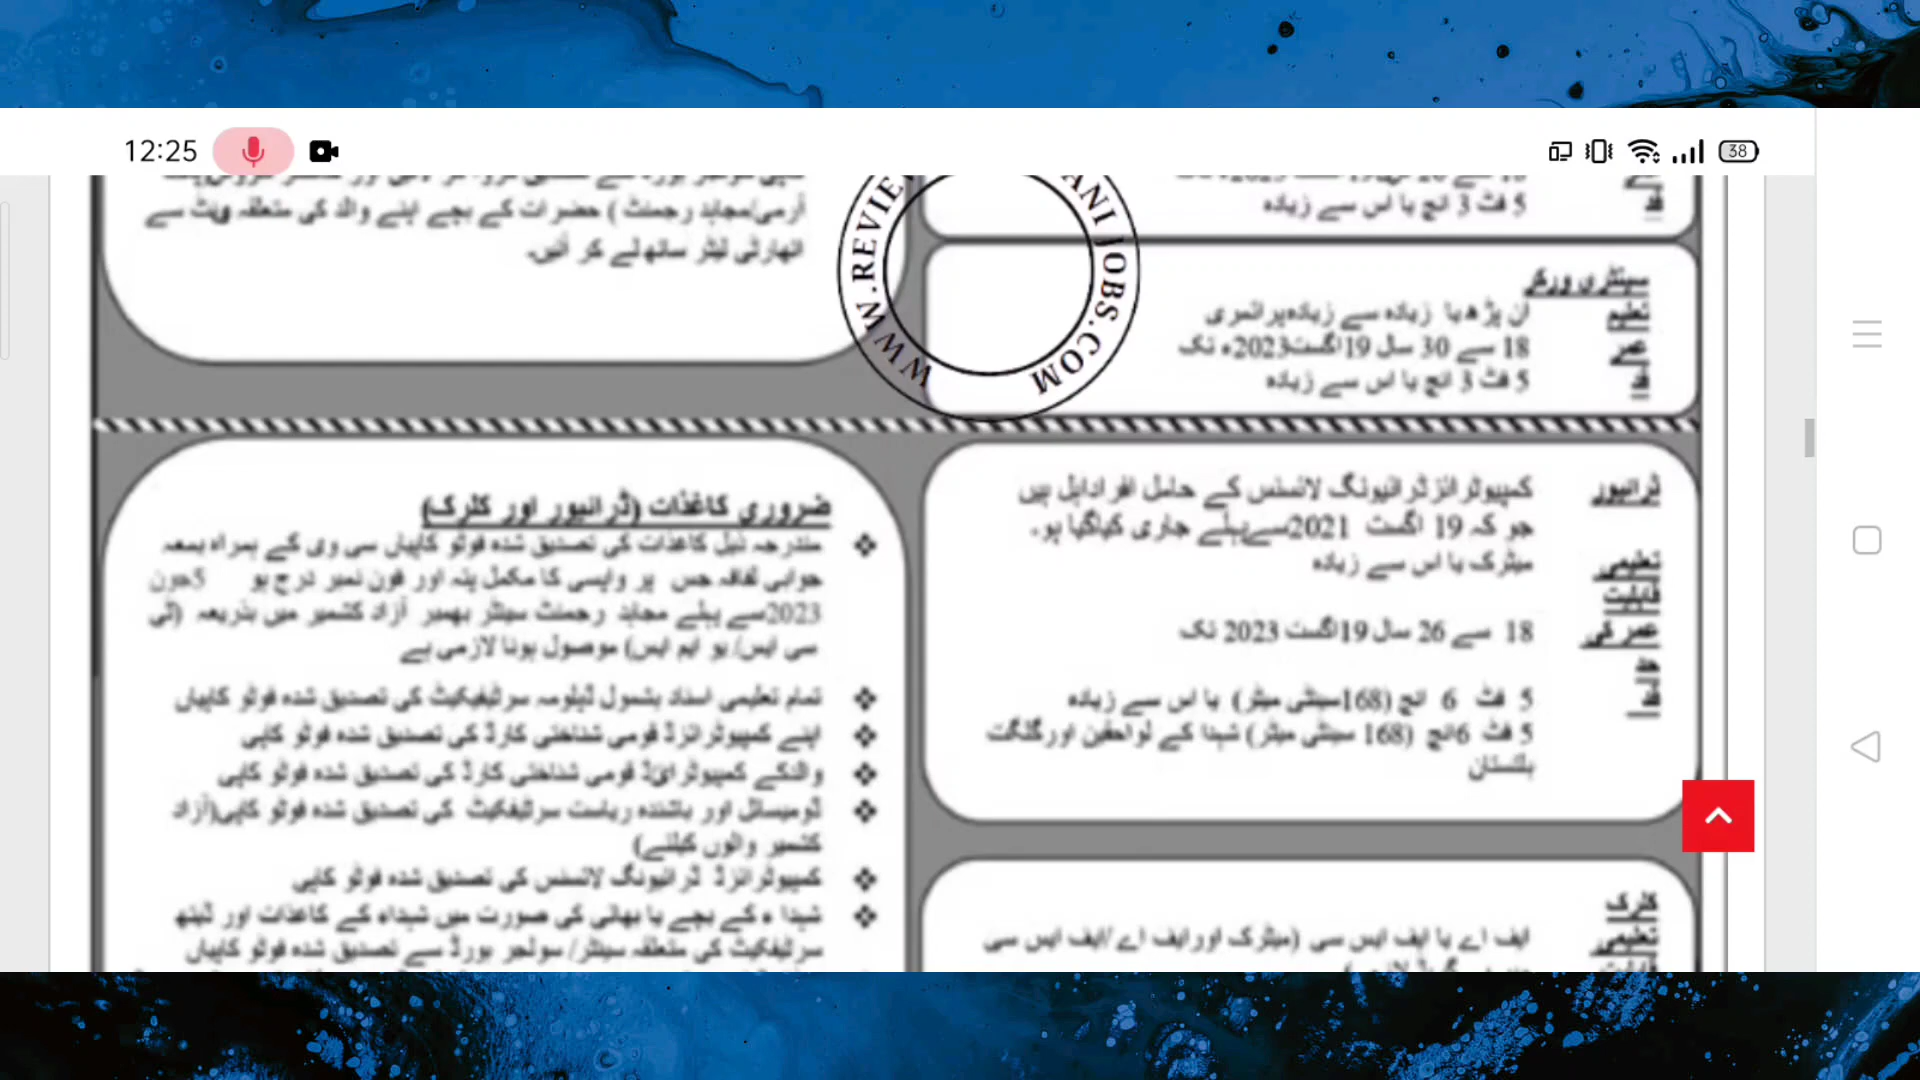 12:25
38
آرمی/مجاہد رجمنٹ) حضرات کے بچے اپنے والد کی متعلقہ یونٹ سے
اتھارٹی لیٹر ساتھ لے کر آئیں۔
WWW.REVIE
ANI JOBS.COM
5 فٹ 3 انچ یا اس سے زیادہ
سینٹری ورکر
تعلیم
ان پڑھ یا زیادہ سے زیادہ پرائمری
عمر
18 سے 30 سال 19 اگست 2023ء تک
قد
5 فٹ 3 انچ یا اس سے زیادہ
ڈرائیور
کمپیوٹرائزڈ ڈرائیونگ لائسنس کے حامل افراد اہل ہیں
جو کہ 19 اگست 2021 سے پہلے جاری کیا گیا ہو۔
تعلیمی
قابلیت
میٹرک یا اس سے زیادہ
عمر کی
حد
18 سے 26 سال 19 اگست 2023 تک
قد
5 فٹ 6 انچ (168 سینٹی میٹر) یا اس سے زیادہ
5 فٹ 6 انچ (168 سینٹی میٹر) شہدا کے لواحقین اور گلگت
بلتستان
کلرک
تعلیمی
ایف اے یا ایف ایس سی (میٹرک اور ایف اے/ایف ایس سی
ضروری کاغذات (ڈرائیور اور کلرک)
❖ مندرجہ ذیل کاغذات کی تصدیق شدہ فوٹو کاپیاں سی وی کے ہمراہ بمعہ
جوابی لفافہ جس پر واپسی کا مکمل پتہ اور فون نمبر درج ہو 5جون
2023سے پہلے مجاہد رجمنٹ سینٹر بھمبر آزاد کشمیر میں بذریعہ (ٹی
سی ایس/ یو ایم ایس) موصول ہونا لازمی ہے
❖ تمام تعلیمی اسناد بشمول ڈپلومہ سرٹیفیکیٹ کی تصدیق شدہ فوٹو کاپیاں
❖ اپنے کمپیوٹرائزڈ قومی شناختی کارڈ کی تصدیق شدہ فوٹو کاپی
❖ والدکے کمپیوٹرائزڈ قومی شناختی کارڈ کی تصدیق شدہ فوٹو کاپی
❖ ڈومیسائل اور باشندہ ریاست سرٹیفکیٹ کی تصدیق شدہ فوٹو کاپی(آزاد
کشمیر والوں کیلئے)
❖ کمپیوٹرائزڈ ڈرائیونگ لائسنس کی تصدیق شدہ فوٹو کاپی
❖ شہدا ء کے بچے یا بھائی کی صورت میں شہداء کے کاغذات اور ڈیتھ
سرٹیفکیٹ کی متعلقہ سینٹر/ سولجر بورڈ سے تصدیق شدہ فوٹو کاپیاں